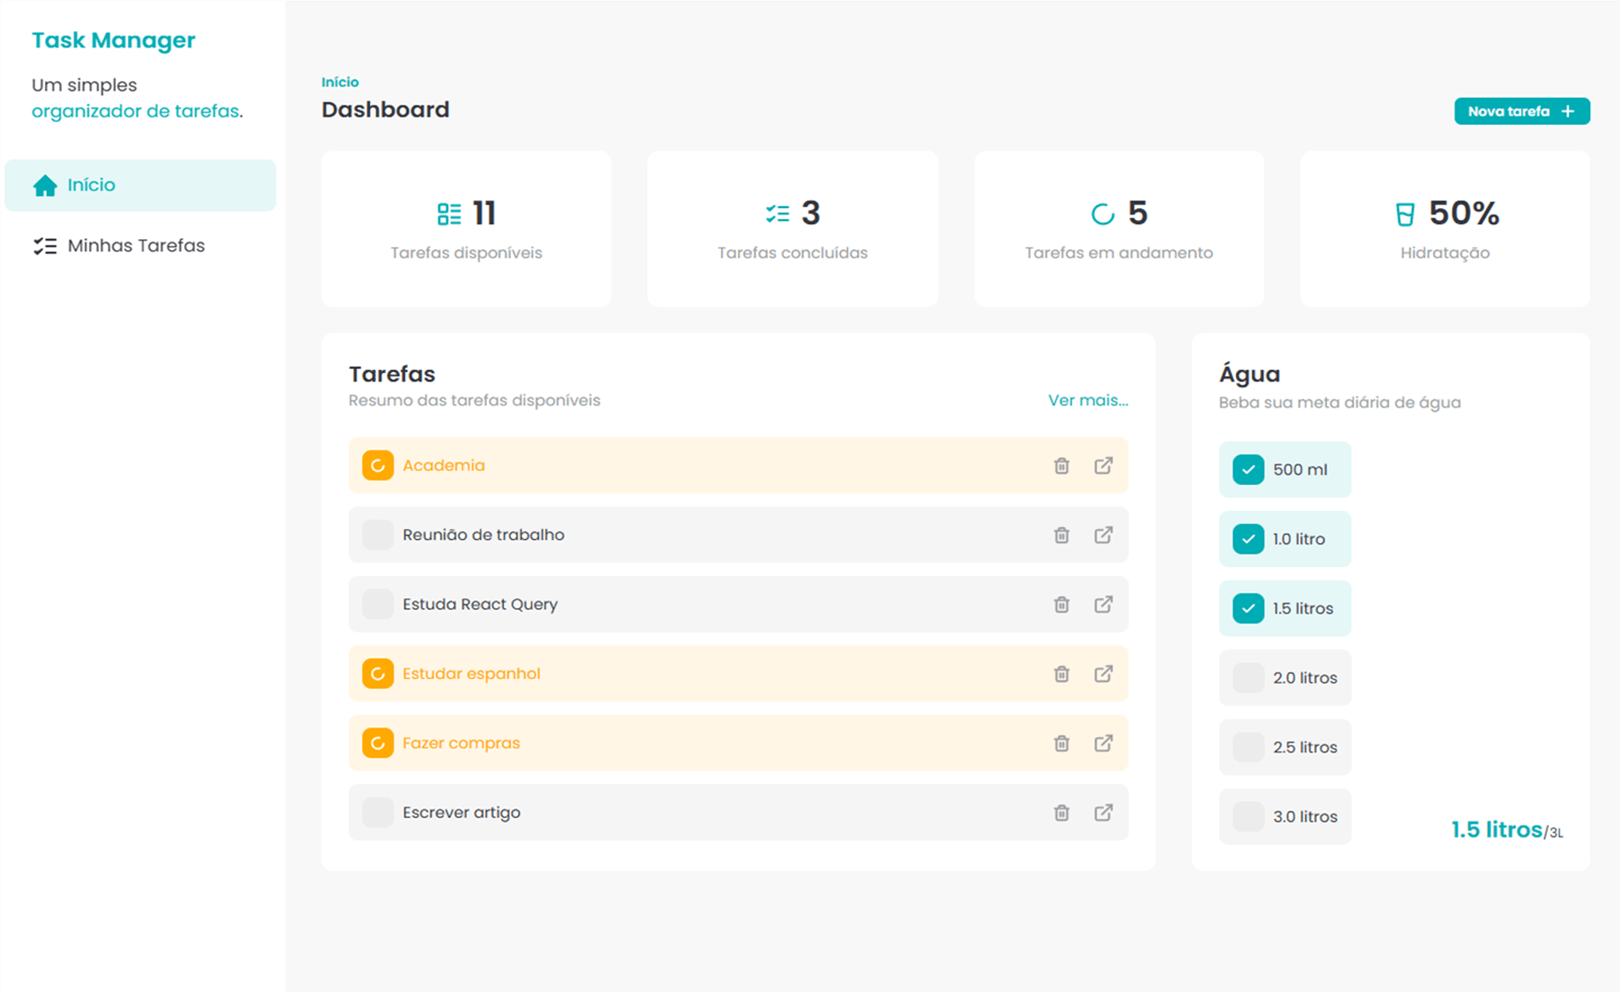 Task Manager
Um simples
organizador de tarefas.
Início
Minhas Tarefas
Início
Dashboard
Nova tarefa +
11
Tarefas disponíveis
3
Tarefas concluídas
5
Tarefas em andamento
50%
Hidratação
Tarefas
Resumo das tarefas disponíveis
Ver mais...
Academia
Reunião de trabalho
Estuda React Query
Estudar espanhol
Fazer compras
Escrever artigo
Água
Beba sua meta diária de água
500 ml
1.0 litro
1.5 litros
2.0 litros
2.5 litros
3.0 litros
1.5 litros/3L